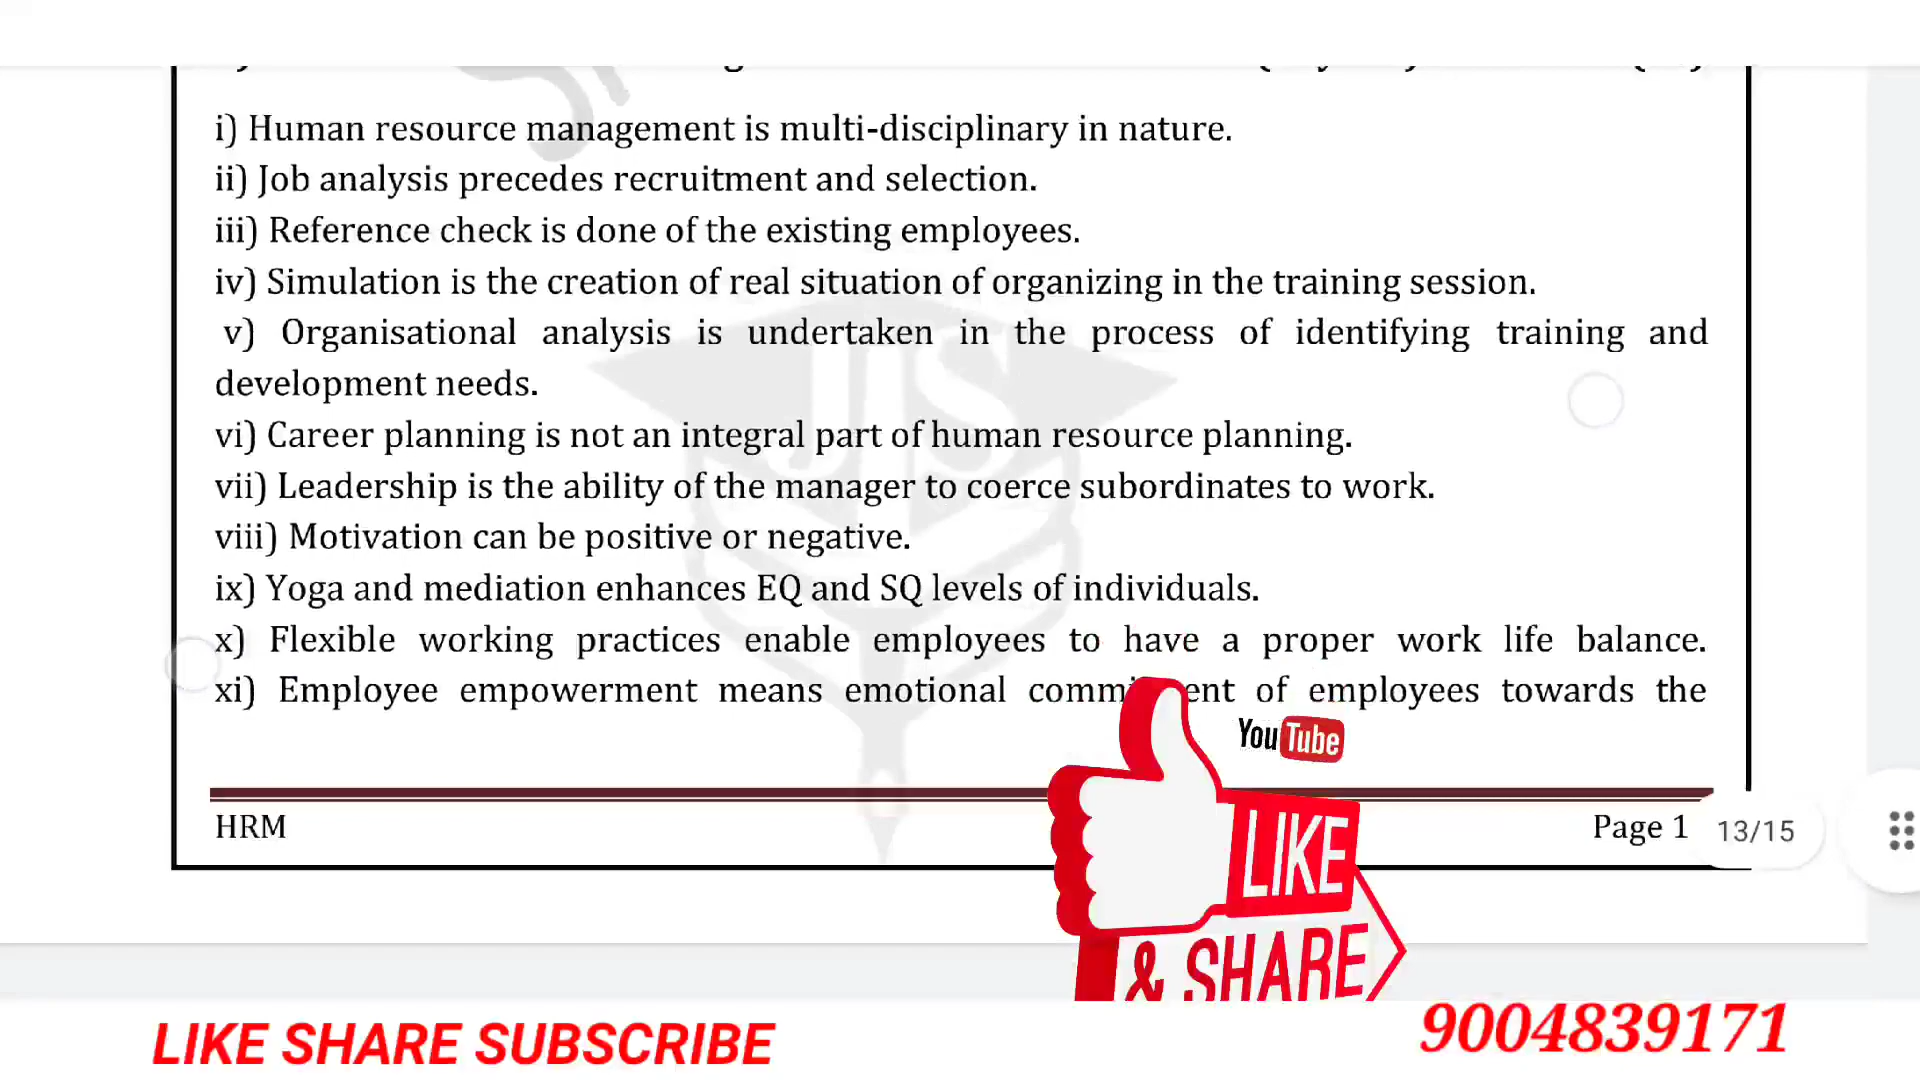 i) Human resource management is multi-disciplinary in nature.
ii) Job analysis precedes recruitment and selection.
iii) Reference check is done of the existing employees.
iv) Simulation is the creation of real situation of organizing in the training session.
v) Organisational analysis is undertaken in the process of identifying training and
development needs.
vi) Career planning is not an integral part of human resource planning.
vii) Leadership is the ability of the manager to coerce subordinates to work.
viii) Motivation can be positive or negative.
ix) Yoga and mediation enhances EQ and SQ levels of individuals.
x) Flexible working practices enable employees to have a proper work life balance.
xi) Employee empowerment means emotional of employees towards the
YouTube
HRM
Page 1
13/15
LIKE
& SHARE
LIKE SHARE SUBSCRIBE
9004839171
JTS